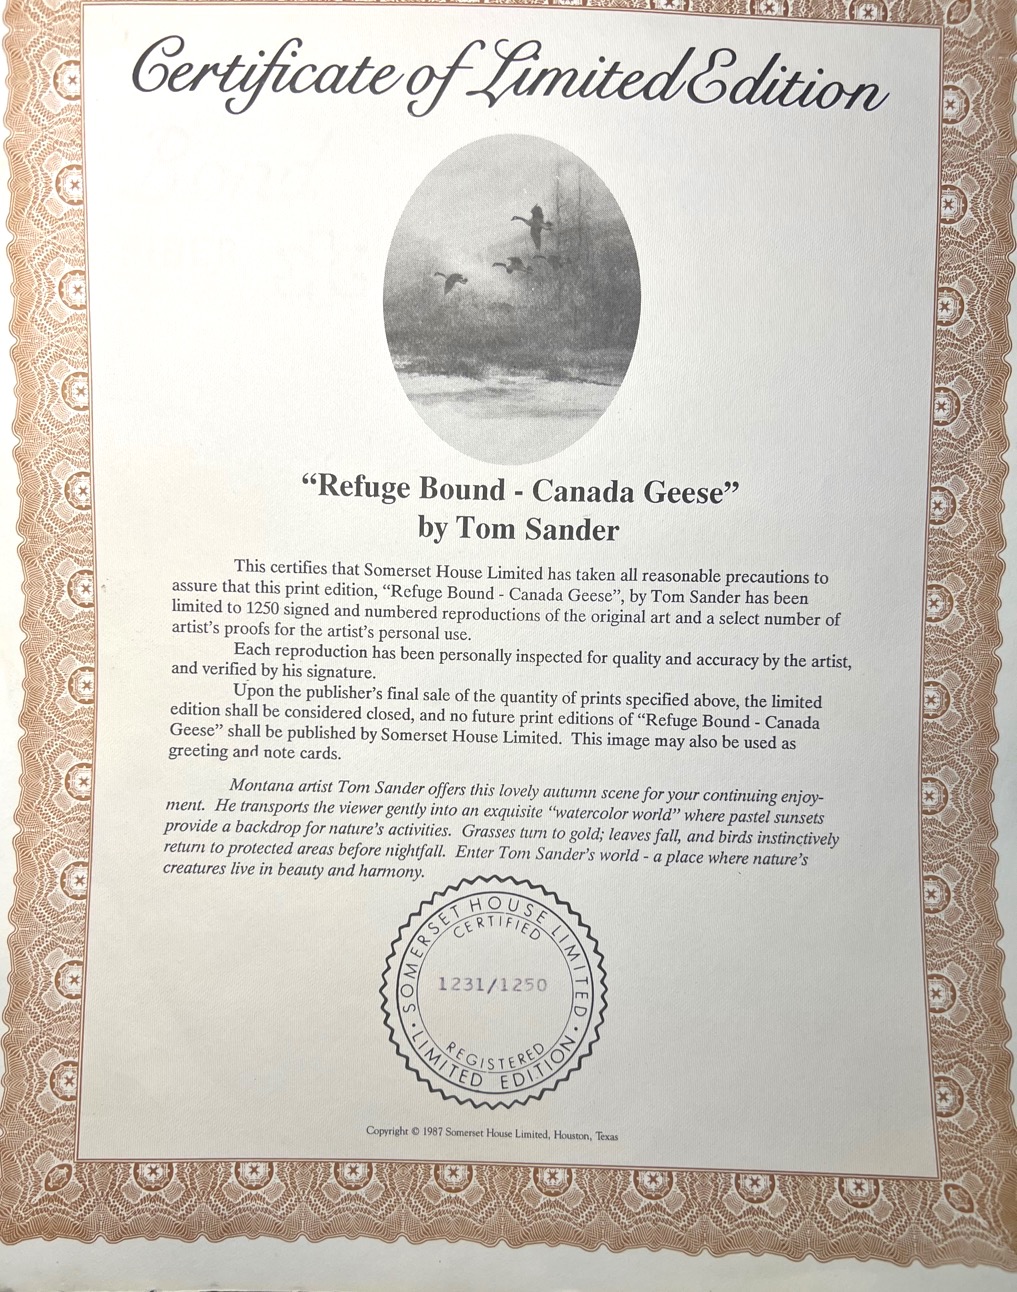 Certificate of Limited Edition
“Refuge Bound - Canada Geese”
by Tom Sander
This certifies that Somerset House Limited has taken all reasonable precautions to
assure that this print edition, “Refuge Bound - Canada Geese”, by Tom Sander has been
limited to 1250 signed and numbered reproductions of the original art and a select number of
artist’s proofs for the artist’s personal use.
Each reproduction has been personally inspected for quality and accuracy by the artist,
and verified by his signature.
Upon the publisher’s final sale of the quantity of prints specified above, the limited
edition shall be considered closed, and no future print editions of “Refuge Bound - Canada
Geese” shall be published by Somerset House Limited.  This image may also be used as
greeting and note cards.
Montana artist Tom Sander offers this lovely autumn scene for your continuing enjoy-
ment.  He transports the viewer gently into an exquisite “watercolor world” where pastel sunsets
provide a backdrop for nature’s activities.  Grasses turn to gold; leaves fall, and birds instinctively
return to protected areas before nightfall.  Enter Tom Sander’s world - a place where nature’s
creatures live in beauty and harmony.
SOMERSET HOUSE LIMITED
CERTIFIED
1231/1250
REGISTERED
• LIMITED EDITION •
Copyright © 1987 Somerset House Limited, Houston, Texas